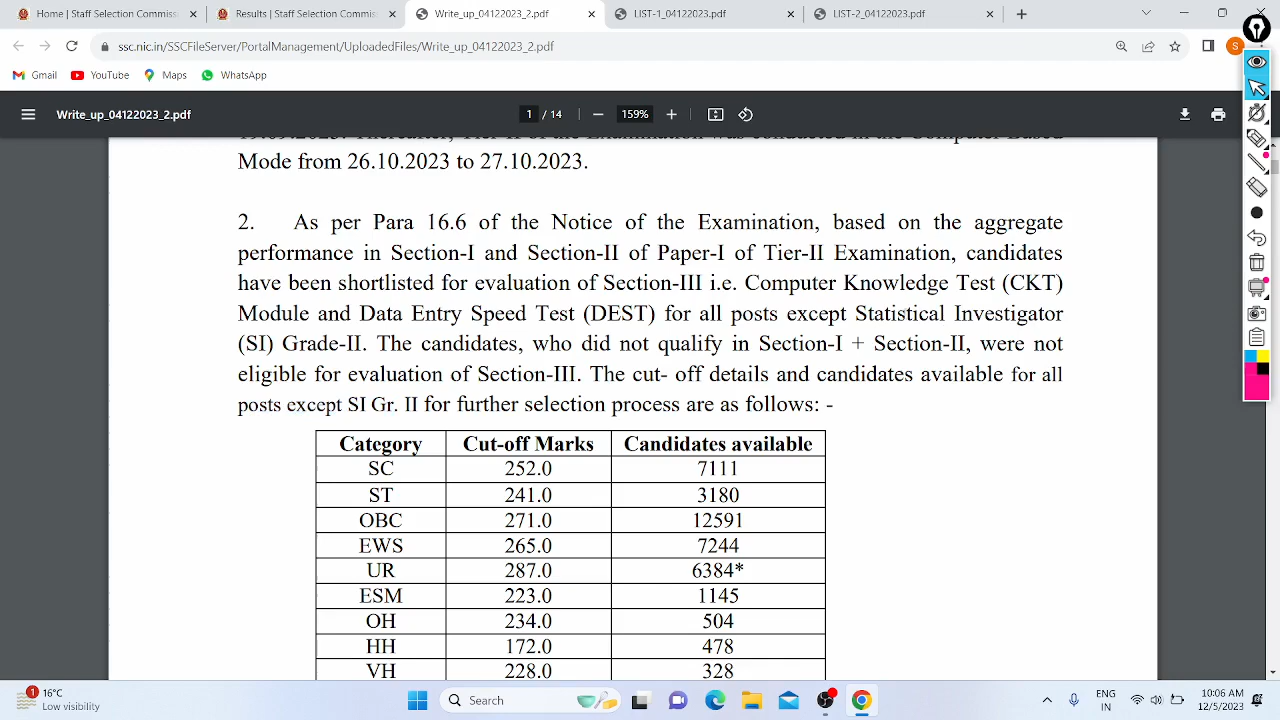 Home | Staff Selection Commiss
Results | Staff Selection Commis
Write_up_04122023_2.pdf
LIST-1_04122023.pdf
LIST-2_04122023.pdf
ssc.nic.in/SSCFileServer/PortalManagement/UploadedFiles/Write_up_04122023_2.p
S
Gmail
YouTube
Maps
WhatsApp
Write_up_04122023_2.pdf
1 / 14
159%
Mode from 26.10.2023 to 27.10.2023.
2. As per Para 16.6 of the Notice of the Examination, based on the aggregate
performance in Section-I and Section-II of Paper-I of Tier-II Examination, candidates
have been shortlisted for evaluation of Section-III i.e. Computer Knowledge Test (CKT)
Module and Data Entry Speed Test (DEST) for all posts except Statistical Investigator
(SI) Grade-II. The candidates, who did not qualify in Section-I + Section-II, were not
eligible for evaluation of Section-III. The cut- off details and candidates available for all
posts except SI Gr. II for further selection process are as follows: -
Category Cut-off Marks Candidates available
SC 252.0 7111
ST 241.0 3180
OBC 271.0 12591
EWS 265.0 7244
UR 287.0 6384*
ESM 223.0 1145
OH 234.0 504
HH 172.0 478
VH 228.0 328
1
16°C
Low visibility
Search
ENG
IN
10:06 AM
12/5/2023